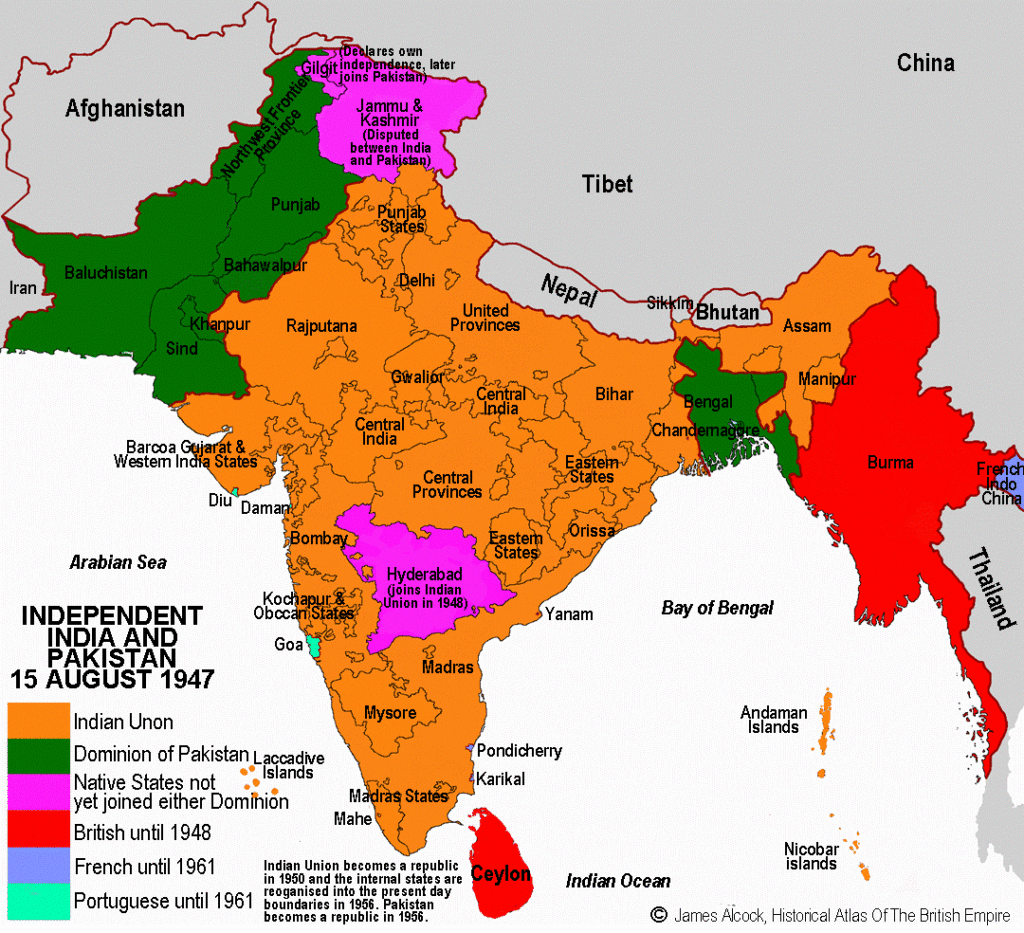 (Declares own
independence, later
joins Pakistan)
Gilgit
China
Afghanistan
Jammu &
Kashmir
(Disputed
between India
and Pakistan)
Northwest Frontier
Province
Tibet
Punjab
Punjab
States
Bahawalpur
Baluchistan
Delhi
Iran
Nepal
Sikkim
Bhutan
Khanpur
Rajputana
United
Provinces
Assam
Sind
Gwalior
Manipur
Central
India
Bihar
Bengal
Central
India
Chandernagore
Barcoa Gujarat &
Western India States
Burma
Eastern
States
French
Indo
China
Central
Provinces
Diu
Daman
Orissa
Bombay
Eastern
States
Arabian Sea
Hyderabad
(joins Indian
Union in 1948)
Thailand
Kochapur &
Oboccan States
Bay of Bengal
Yanam
INDEPENDENT
INDIA AND
PAKISTAN
15 AUGUST 1947
Goa
Madras
Mysore
Andaman
Islands
Indian Unon
Dominion of Pakistan
Native States not
yet joined either Dominion
British until 1948
French until 1961
Portuguese until 1961
Laccadive
Islands
Pondicherry
Karikal
Madras States
Mahe
Nicobar
islands
Ceylon
Indian Ocean
Indian Union becomes a republic
in 1950 and the internal states are
reoganised into the present day
boundaries in 1956. Pakistan
becomes a republic in 1956.
© James Alcock, Historical Atlas Of The British Empire